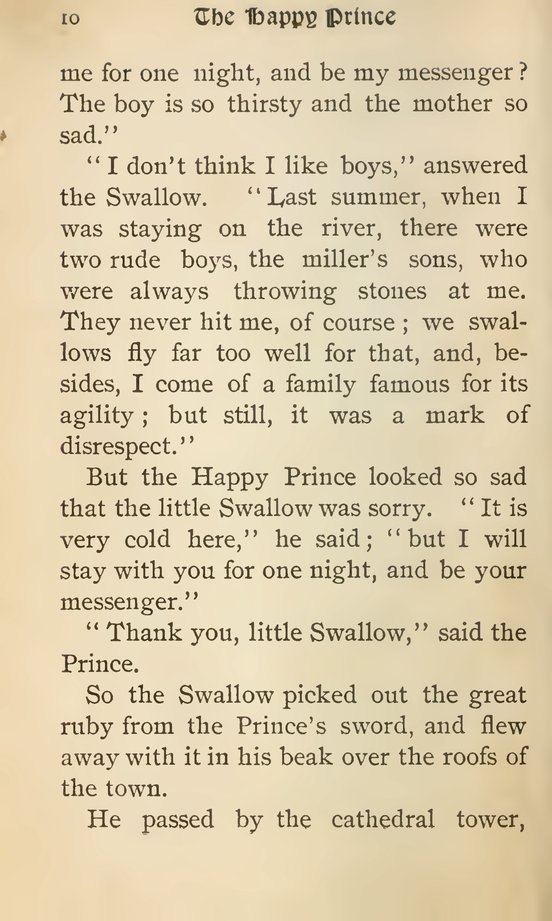 10 The Happy Prince
me for one night, and be my messenger?
The boy is so thirsty and the mother so
sad."
"I don't think I like boys," answered
the Swallow. "Last summer, when I
was staying on the river, there were
two rude boys, the miller's sons, who
were always throwing stones at me.
They never hit me, of course; we swal-
lows fly far too well for that, and, be-
sides, I come of a family famous for its
agility; but still, it was a mark of
disrespect."
But the Happy Prince looked so sad
that the little Swallow was sorry. "It is
very cold here," he said; "but I will
stay with you for one night, and be your
messenger."
"Thank you, little Swallow," said the
Prince.
So the Swallow picked out the great
ruby from the Prince's sword, and flew
away with it in his beak over the roofs of
the town.
He passed by the cathedral tower,